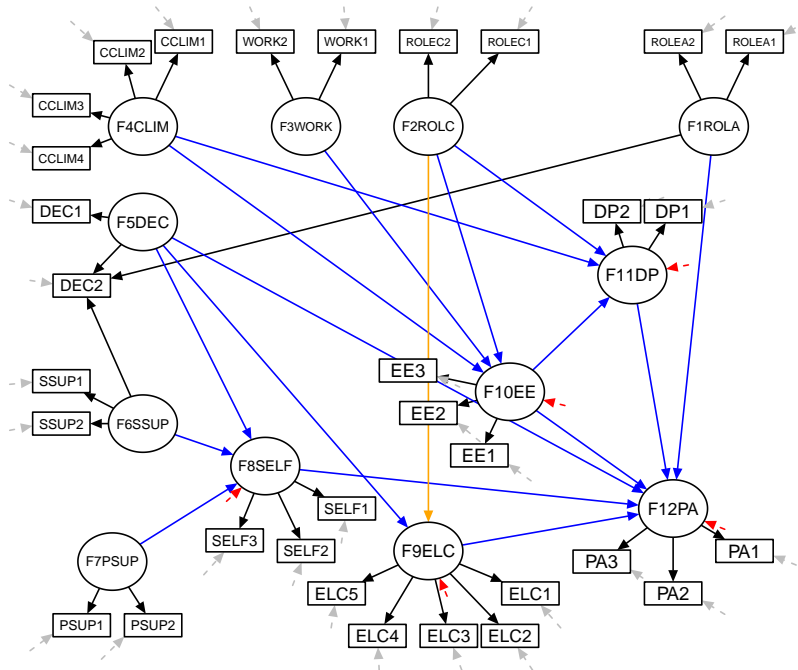 CCLIM1
WORK2
WORK1
ROLEC2
ROLEC1
ROLEA2
ROLEA1
CCLIM2
CCLIM3
F4CLIM
F3WORK
F2ROLC
F1ROLA
CCLIM4
DEC1
F5DEC
DP2
DP1
F11DP
DEC2
EE3
SSUP1
F10EE
EE2
SSUP2
F6SSUP
EE1
F8SELF
SELF1
F12PA
SELF3
SELF2
F9ELC
PA1
F7PSUP
PA3
ELC5
ELC1
PA2
PSUP1
PSUP2
ELC4
ELC3
ELC2